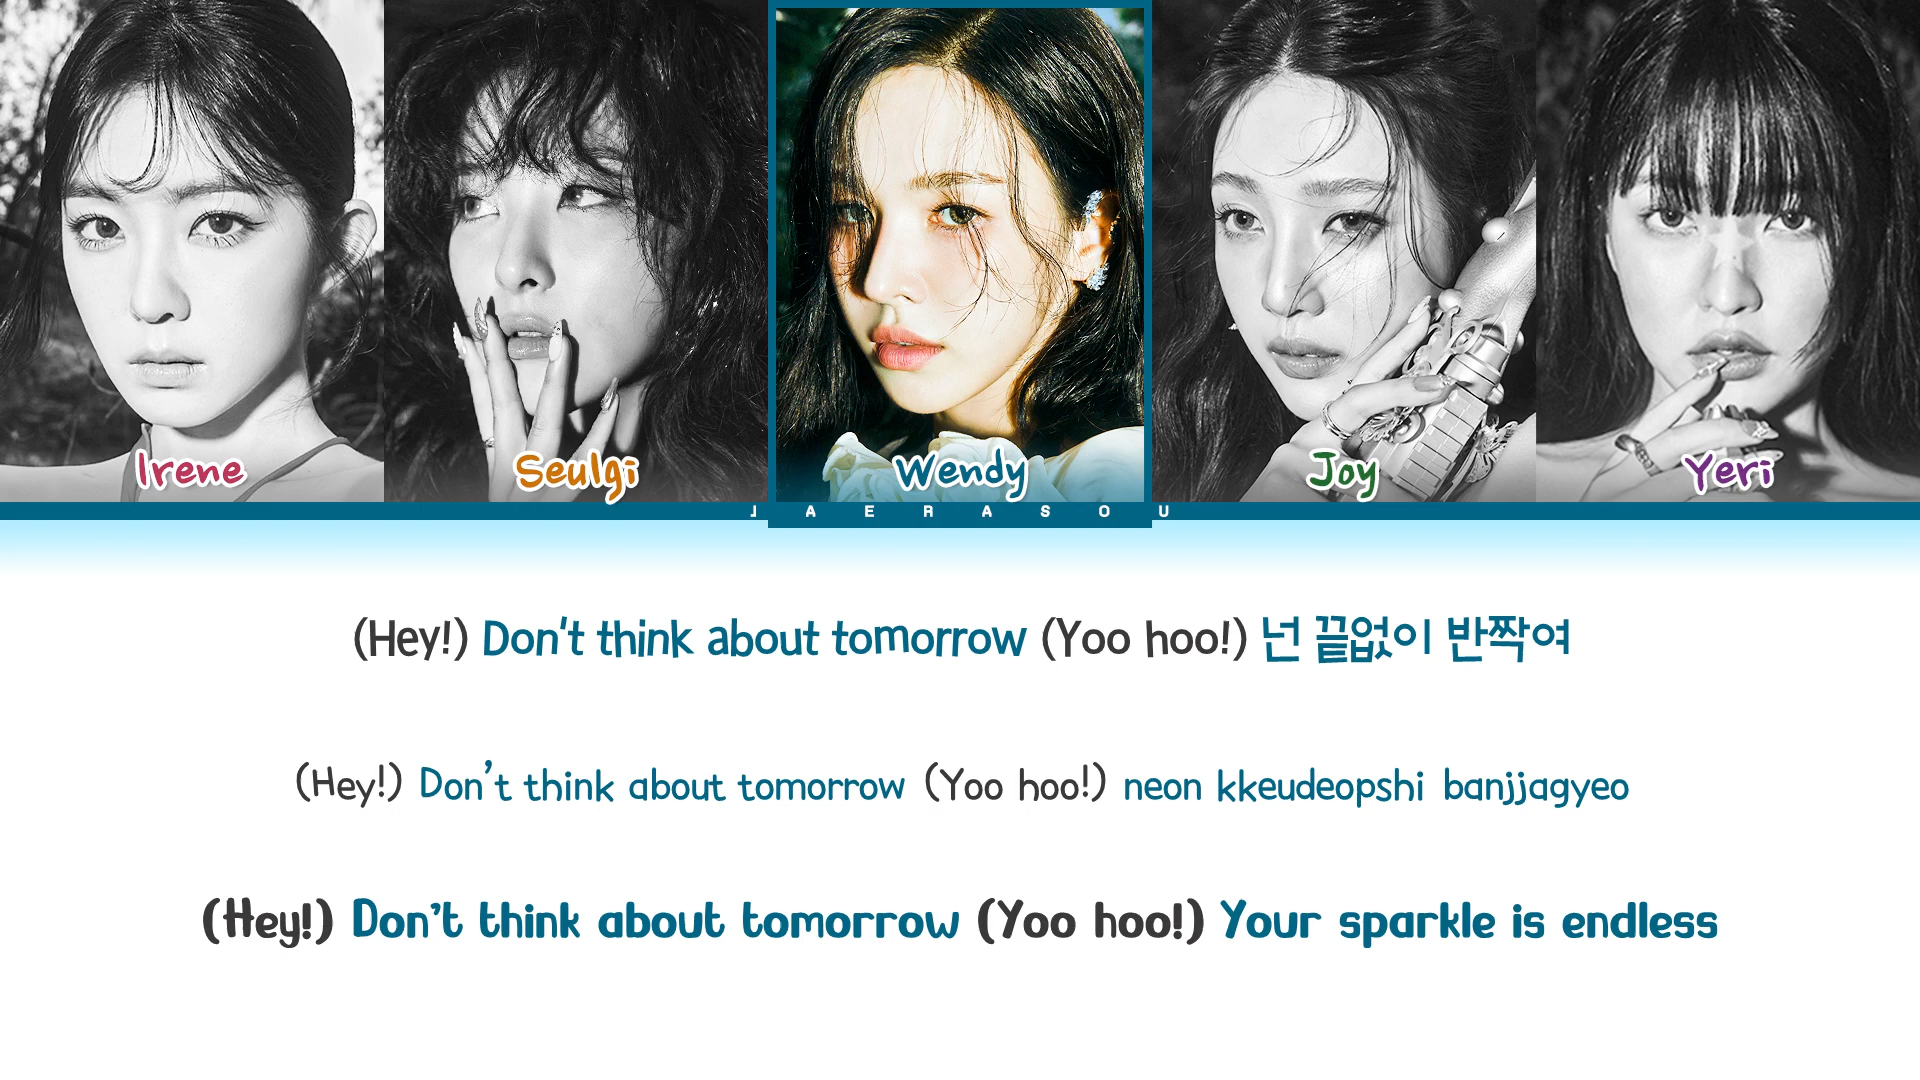 Irene
Seulgi
Wendy
Joy
Yeri
JAERASOU
(Hey!) Don't think about tomorrow (Yoo hoo!) 넌 끝없이 반짝여
(Hey!) Don't think about tomorrow (Yoo hoo!) neon kkeudeopshi banjjagyeo
(Hey!) Don't think about tomorrow (Yoo hoo!) Your sparkle is endless